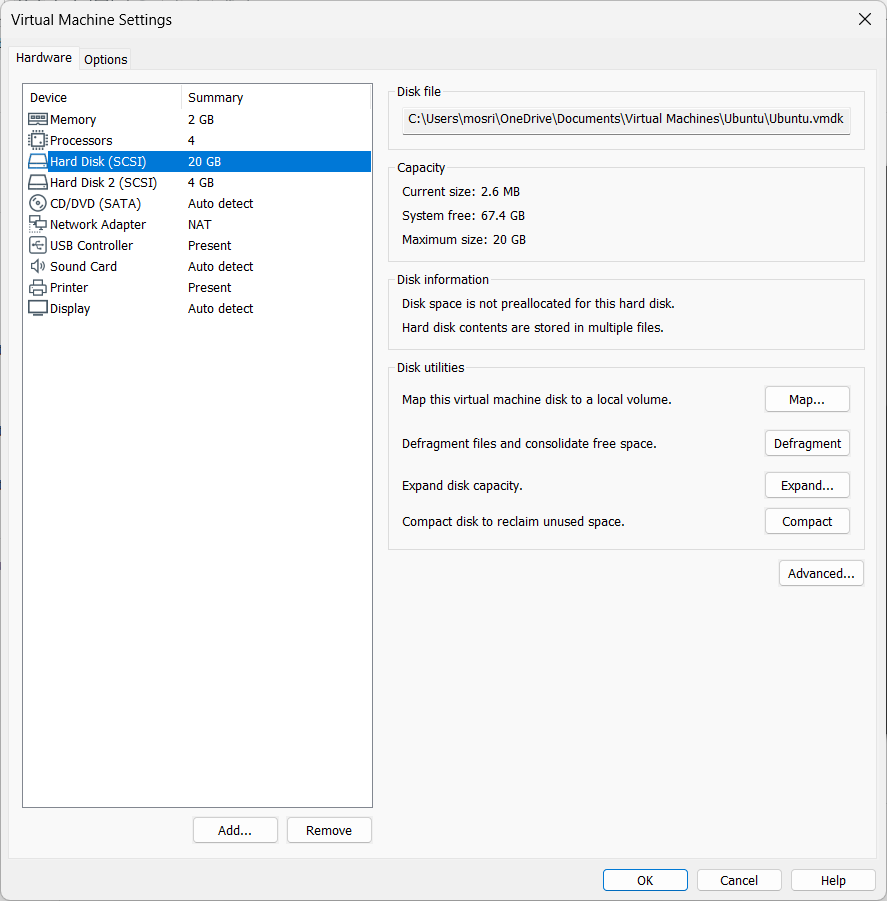 Virtual Machine Settings
Hardware
Options
Device Summary
Memory 2 GB
Processors 4
Hard Disk (SCSI) 20 GB
Hard Disk 2 (SCSI) 4 GB
CD/DVD (SATA) Auto detect
Network Adapter NAT
USB Controller Present
Sound Card Auto detect
Printer Present
Display Auto detect
Add...
Remove
Disk file
C:\Users\mosri\OneDrive\Documents\Virtual Machines\Ubuntu\Ubuntu.vmdk
Capacity
Current size: 2.6 MB
System free: 67.4 GB
Maximum size: 20 GB
Disk information
Disk space is not preallocated for this hard disk.
Hard disk contents are stored in multiple files.
Disk utilities
Map this virtual machine disk to a local volume. Map...
Defragment files and consolidate free space. Defragment
Expand disk capacity. Expand...
Compact disk to reclaim unused space. Compact
Advanced...
OK
Cancel
Help